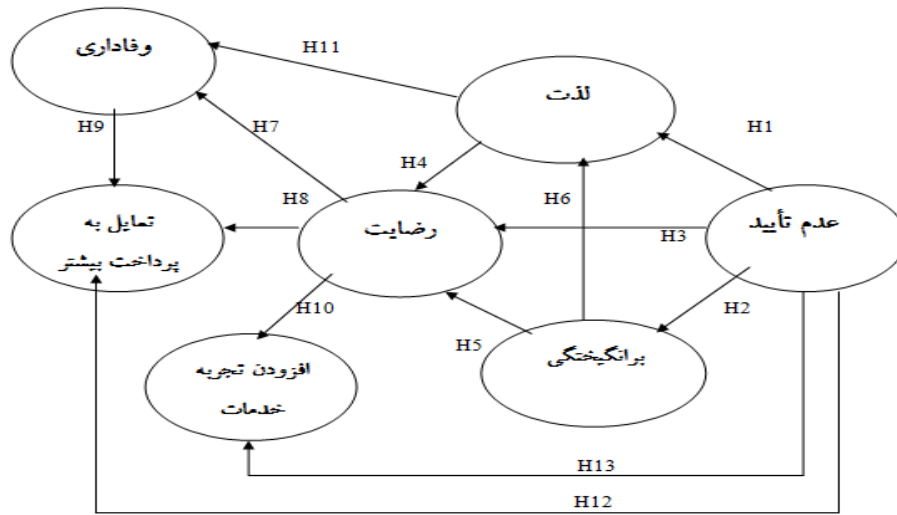 وفاداری
H11
لذت
H1
H9
H7
H4
H6
H8
عدم تأیید
تمایل به
پرداخت بیشتر
رضایت
H3
H10
H2
H5
افزودن تجربه
خدمات
برانگیختگی
H13
H12